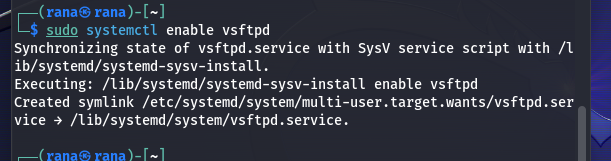 ┌──(rana㉿rana)-[~]
└─$ sudo systemctl enable vsftpd
Synchronizing state of vsftpd.service with SysV service script with /l
ib/systemd/systemd-sysv-install.
Executing: /lib/systemd/systemd-sysv-install enable vsftpd
Created symlink /etc/systemd/system/multi-user.target.wants/vsftpd.ser
vice → /lib/systemd/system/vsftpd.service.
┌──(rana㉿rana)-[~]